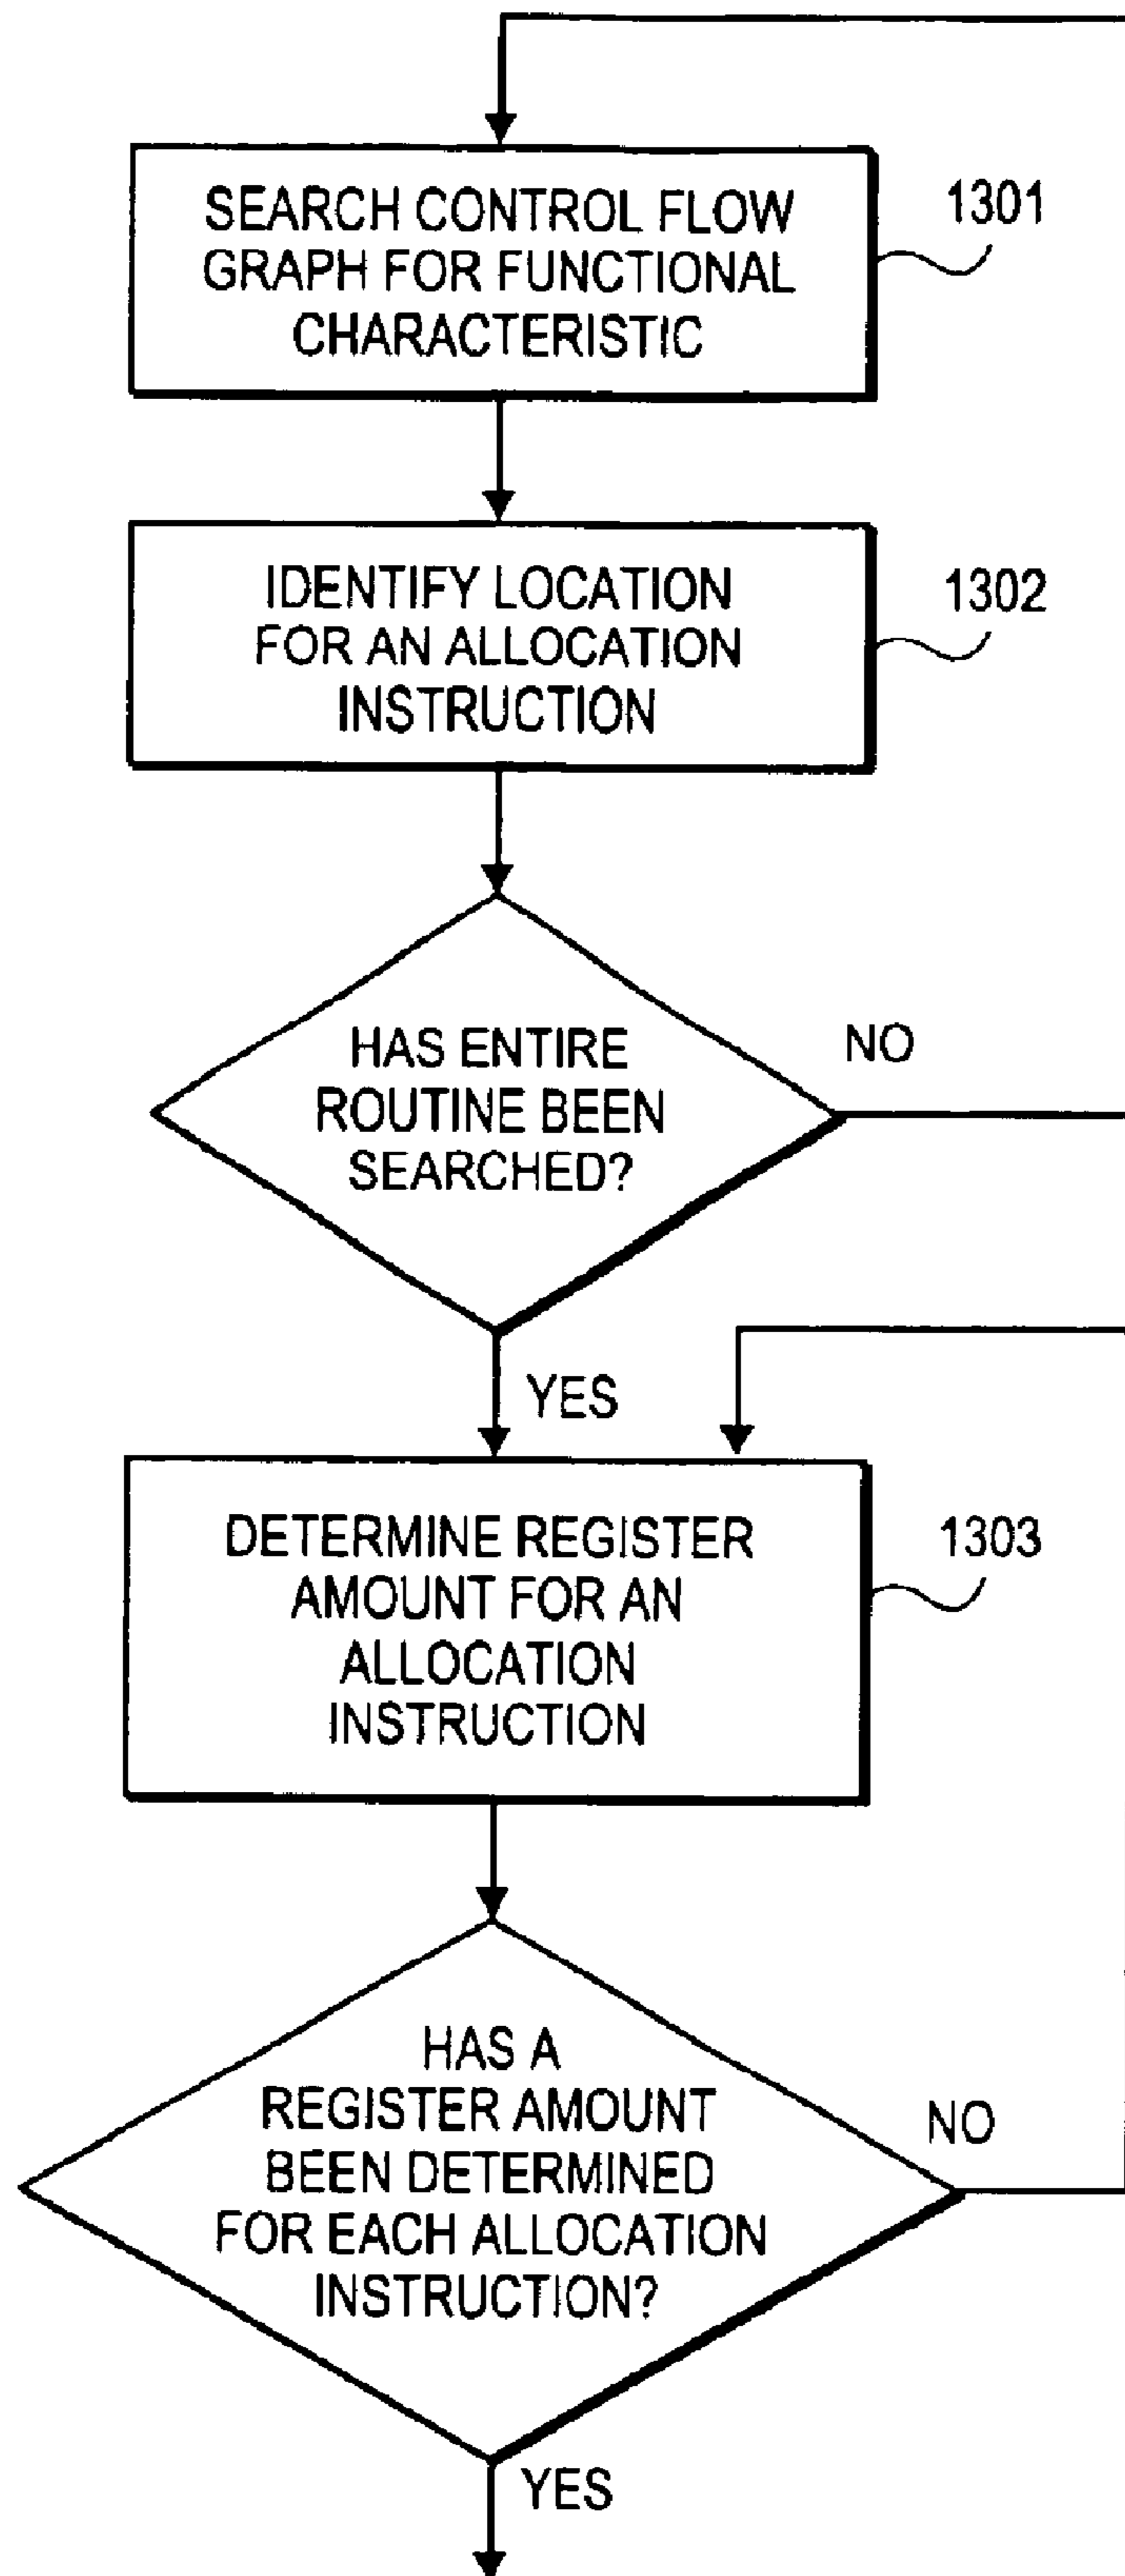 SEARCH CONTROL FLOW
GRAPH FOR FUNCTIONAL
CHARACTERISTIC
1301
IDENTIFY LOCATION
FOR AN ALLOCATION
INSTRUCTION
1302
HAS ENTIRE
ROUTINE BEEN
SEARCHED?
NO
YES
DETERMINE REGISTER
AMOUNT FOR AN
ALLOCATION
INSTRUCTION
1303
HAS A
REGISTER AMOUNT
BEEN DETERMINED
FOR EACH ALLOCATION
INSTRUCTION?
NO
YES